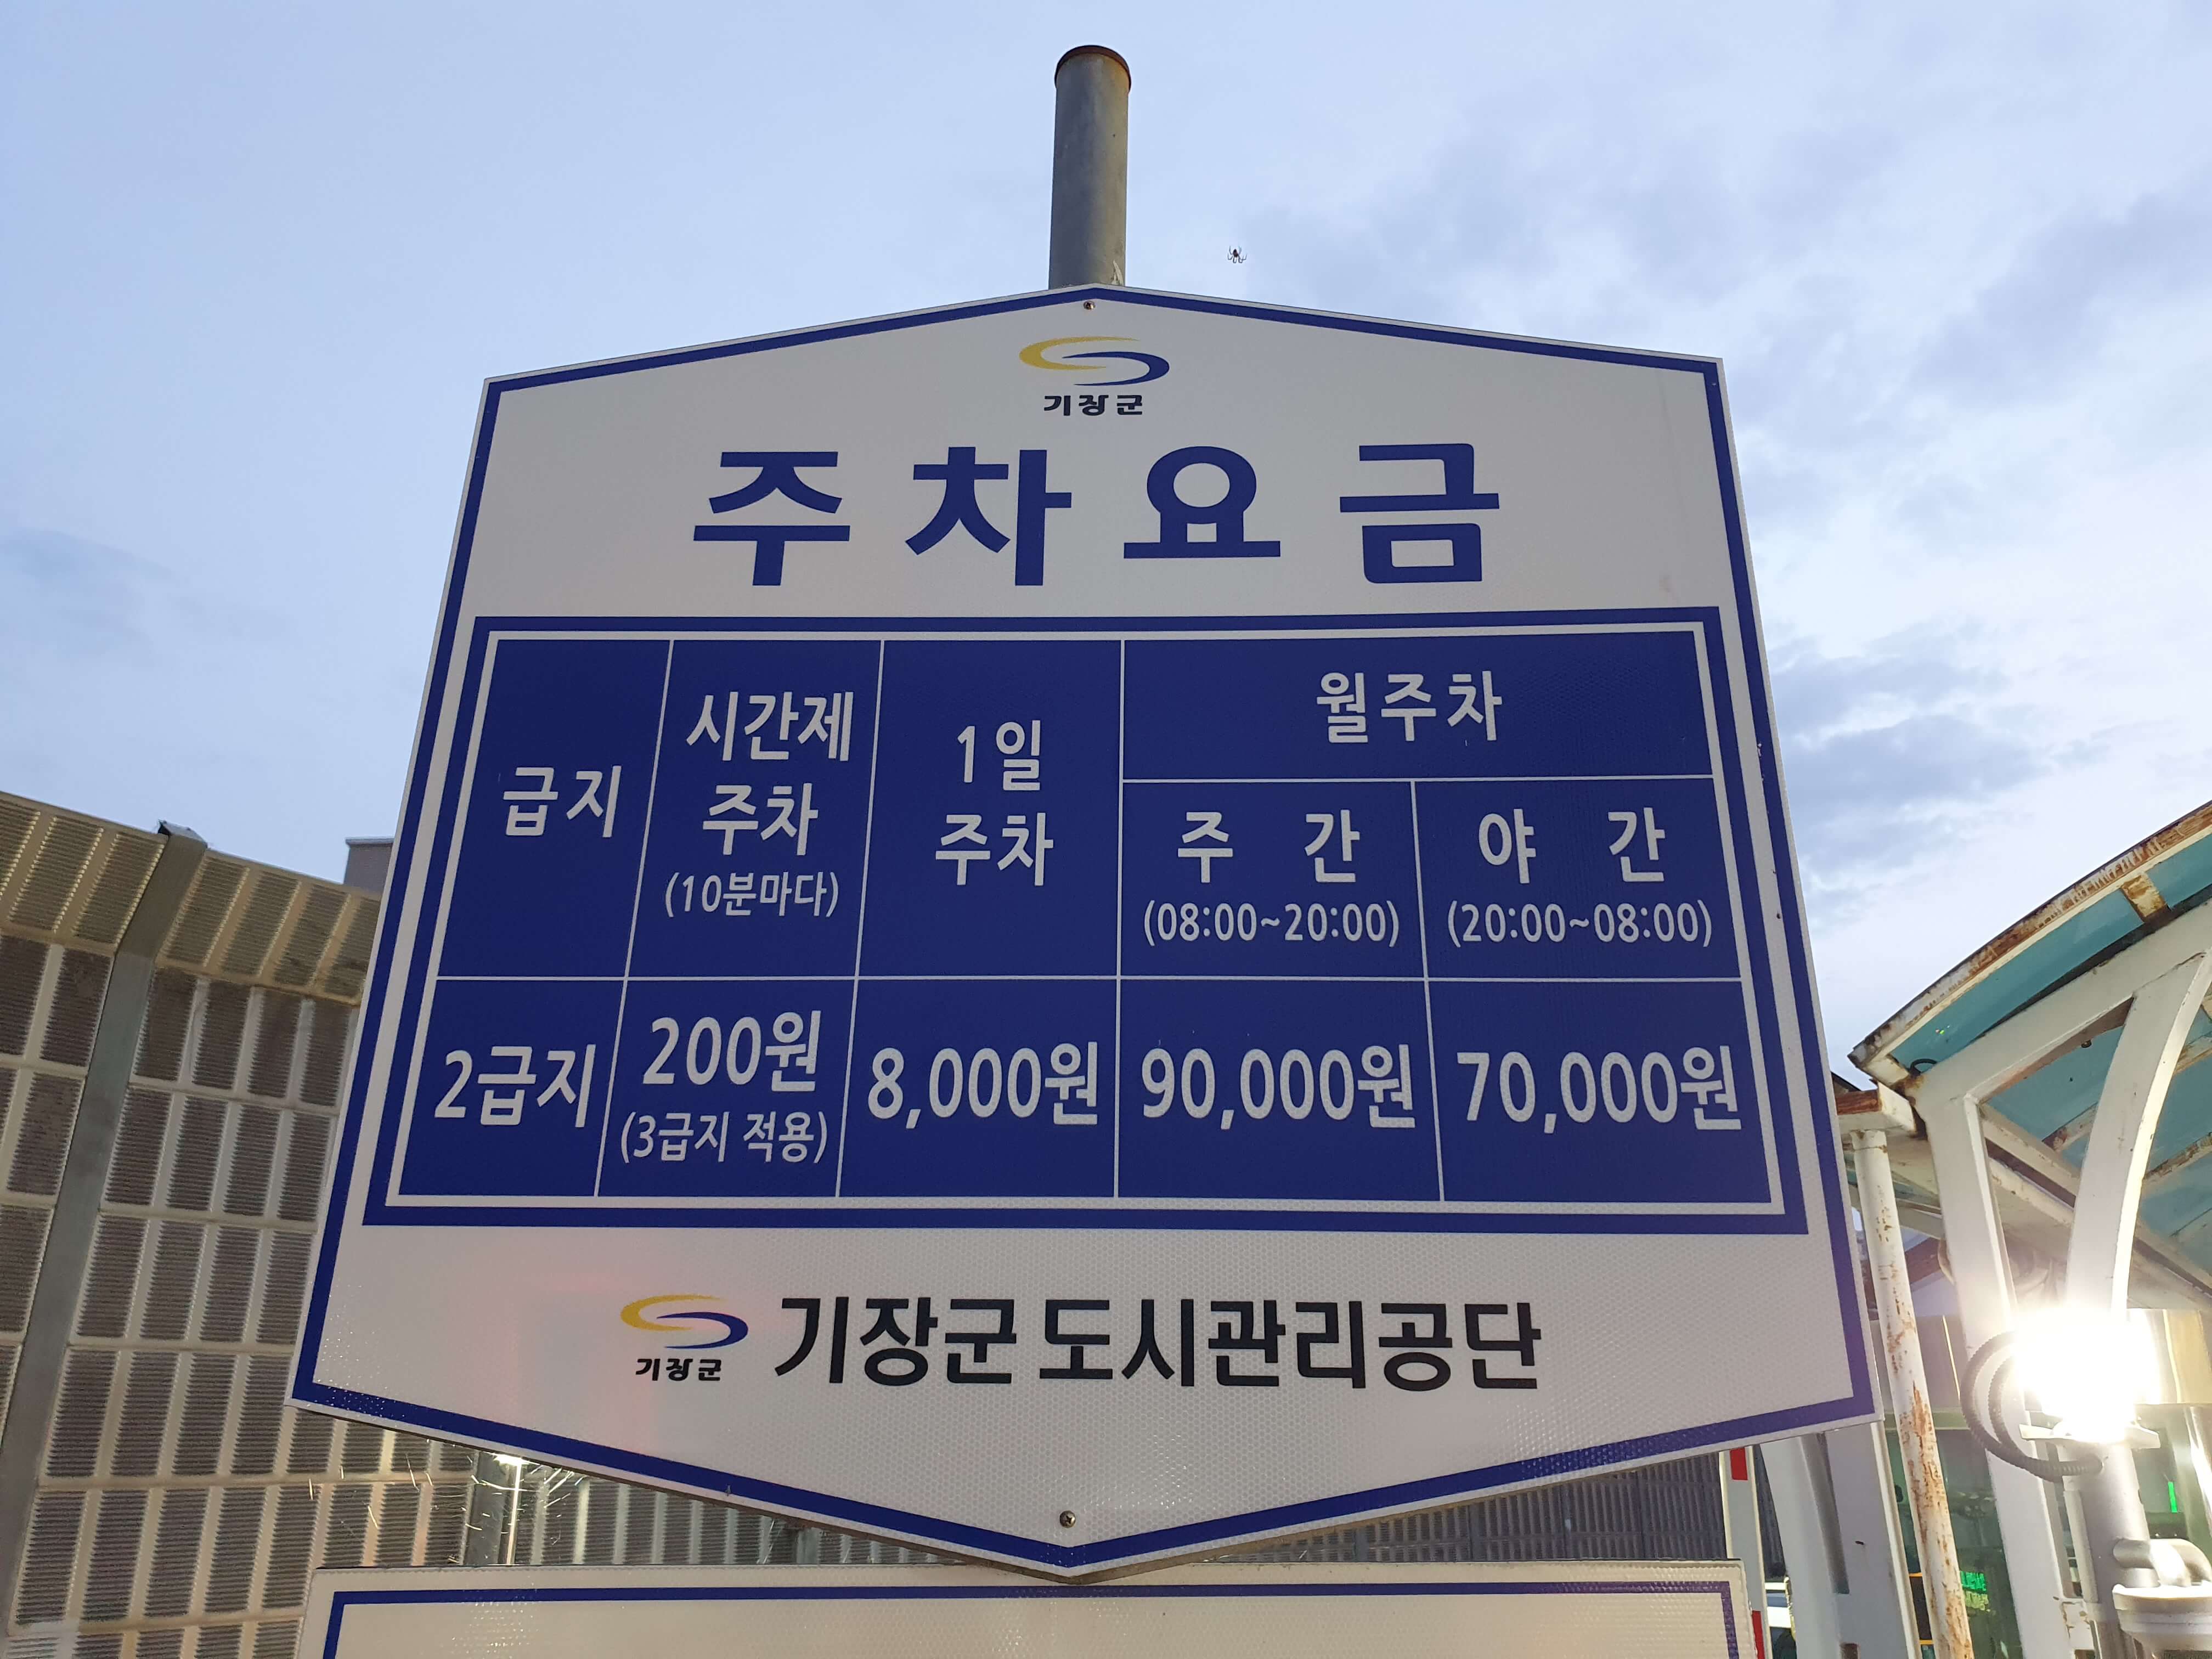 기장군
주차요금
급지
시간제
주차
(10분마다)
1일
주차
월주차
주 간
(08:00~20:00)
야 간
(20:00~08:00)
2급지
200원
(3급지 적용)
8,000원
90,000원
70,000원
기장군
기장군 도시관리공단